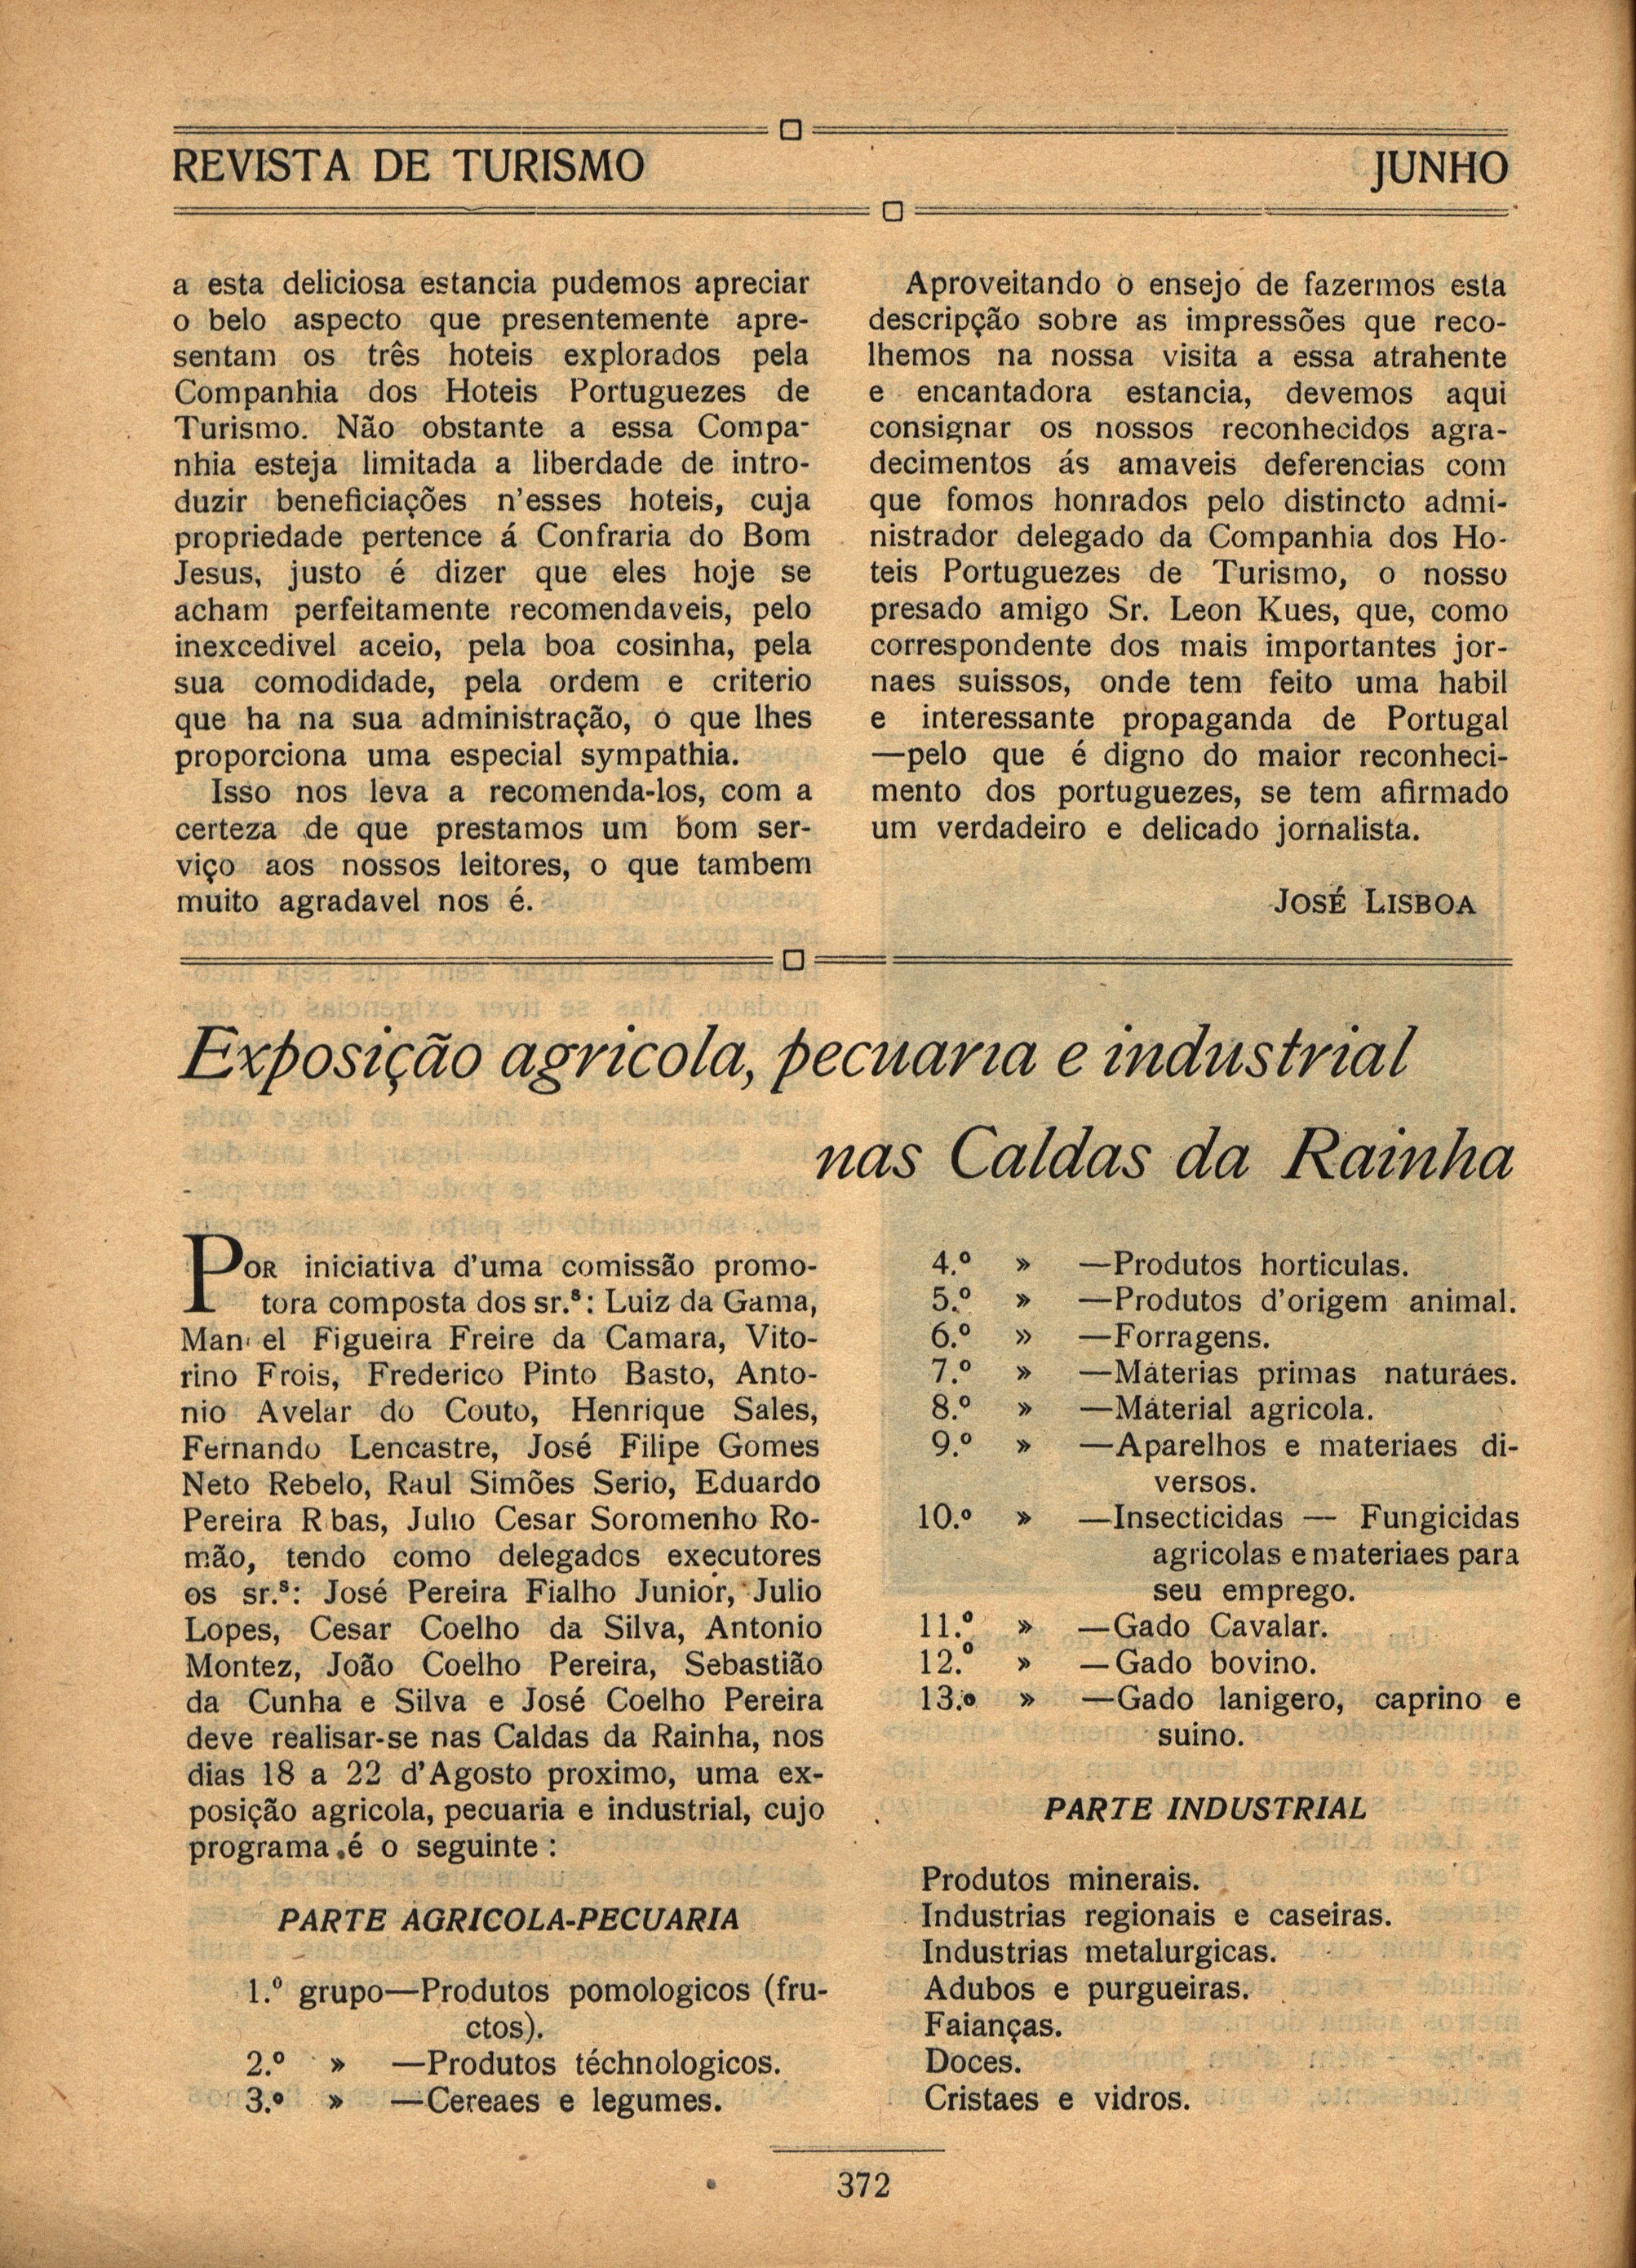 REVISTA DE TURISMO
JUNHO
a esta deliciosa estancia pudemos apreciar
o belo aspecto que presentemente apre-
sentam os três hoteis explorados pela
Companhia dos Hoteis Portuguezes de
Turismo. Não obstante a essa Compa-
nhia esteja limitada a liberdade de intro-
duzir beneficiações n'esses hoteis, cuja
propriedade pertence á Confraria do Bom
Jesus, justo é dizer que eles hoje se
acham perfeitamente recomendaveis, pelo
inexcedivel aceio, pela boa cosinha, pela
sua comodidade, pela ordem e criterio
que ha na sua administração, o que lhes
proporciona uma especial sympathia.
Isso nos leva a recomenda-los, com a
certeza de que prestamos um bom ser-
viço aos nossos leitores, o que tambem
muito agradavel nos é.
Aproveitando o ensejo de fazermos esta
descripção sobre as impressões que reco-
lhemos na nossa visita a essa atrahente
e encantadora estancia, devemos aqui
consignar os nossos reconhecidos agra-
decimentos ás amaveis deferencias com
que fomos honrados pelo distincto admi-
nistrador delegado da Companhia dos Ho-
teis Portuguezes de Turismo, o nosso
presado amigo Sr. Leon Kues, que, como
correspondente dos mais importantes jor-
naes suissos, onde tem feito uma habil
e interessante propaganda de Portugal
—pelo que é digno do maior reconheci-
mento dos portuguezes, se tem afirmado
um verdadeiro e delicado jornalista.
JOSÉ LISBOA
Exposição agricola, pecuaria e industrial
nas Caldas da Rainha
POR iniciativa d'uma comissão promo-
tora composta dos sr.ˢ: Luiz da Gama,
Man el Figueira Freire da Camara, Vito-
rino Frois, Frederico Pinto Basto, Anto-
nio Avelar do Couto, Henrique Sales,
Fernando Lencastre, José Filipe Gomes
Neto Rebelo, Raul Simões Serio, Eduardo
Pereira R bas, Julio Cesar Soromenho Ro-
mão, tendo como delegados executores
os sr.ˢ: José Pereira Fialho Junior, Julio
Lopes, Cesar Coelho da Silva, Antonio
Montez, João Coelho Pereira, Sebastião
da Cunha e Silva e José Coelho Pereira
deve realisar-se nas Caldas da Rainha, nos
dias 18 a 22 d'Agosto proximo, uma ex-
posição agricola, pecuaria e industrial, cujo
programa é o seguinte :
PARTE AGRICOLA-PECUARIA
1.º grupo—Produtos pomologicos (fru-
ctos).
2.º » —Produtos téchnologicos.
3.º » —Cereaes e legumes.
4.º » —Produtos horticulas.
5.º » —Produtos d'origem animal.
6.º » —Forragens.
7.º » —Materias primas naturaes.
8.º » —Material agricola.
9.º » —Aparelhos e materiaes di-
versos.
10.º » —Insecticidas — Fungicidas
agricolas e materiaes para
seu emprego.
11.º » —Gado Cavalar.
12.º » —Gado bovino.
13.º » —Gado lanigero, caprino e
suino.
PARTE INDUSTRIAL
Produtos minerais.
Industrias regionais e caseiras.
Industrias metalurgicas.
Adubos e purgueiras.
Faianças.
Doces.
Cristaes e vidros.
372